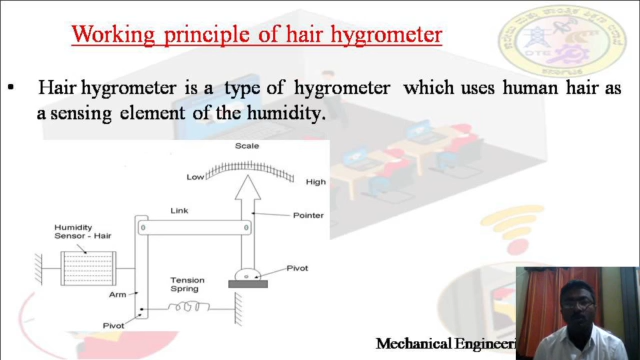 Working principle of hair hygrometer
▪ Hair hygrometer is a type of hygrometer which uses human hair as
a sensing element of the humidity.
Scale
Low
High
Link
Pointer
Humidity
Sensor - Hair
Pivot
Tension
Spring
Arm
Pivot
Mechanical Engineeri
DTE